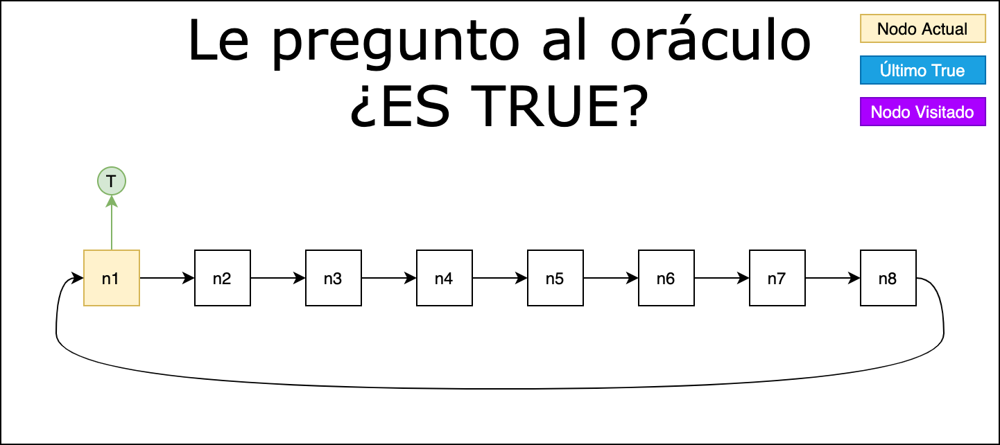 Le pregunto al oráculo
¿ES TRUE?
Nodo Actual
Último True
Nodo Visitado
T
n1
n2
n3
n4
n5
n6
n7
n8